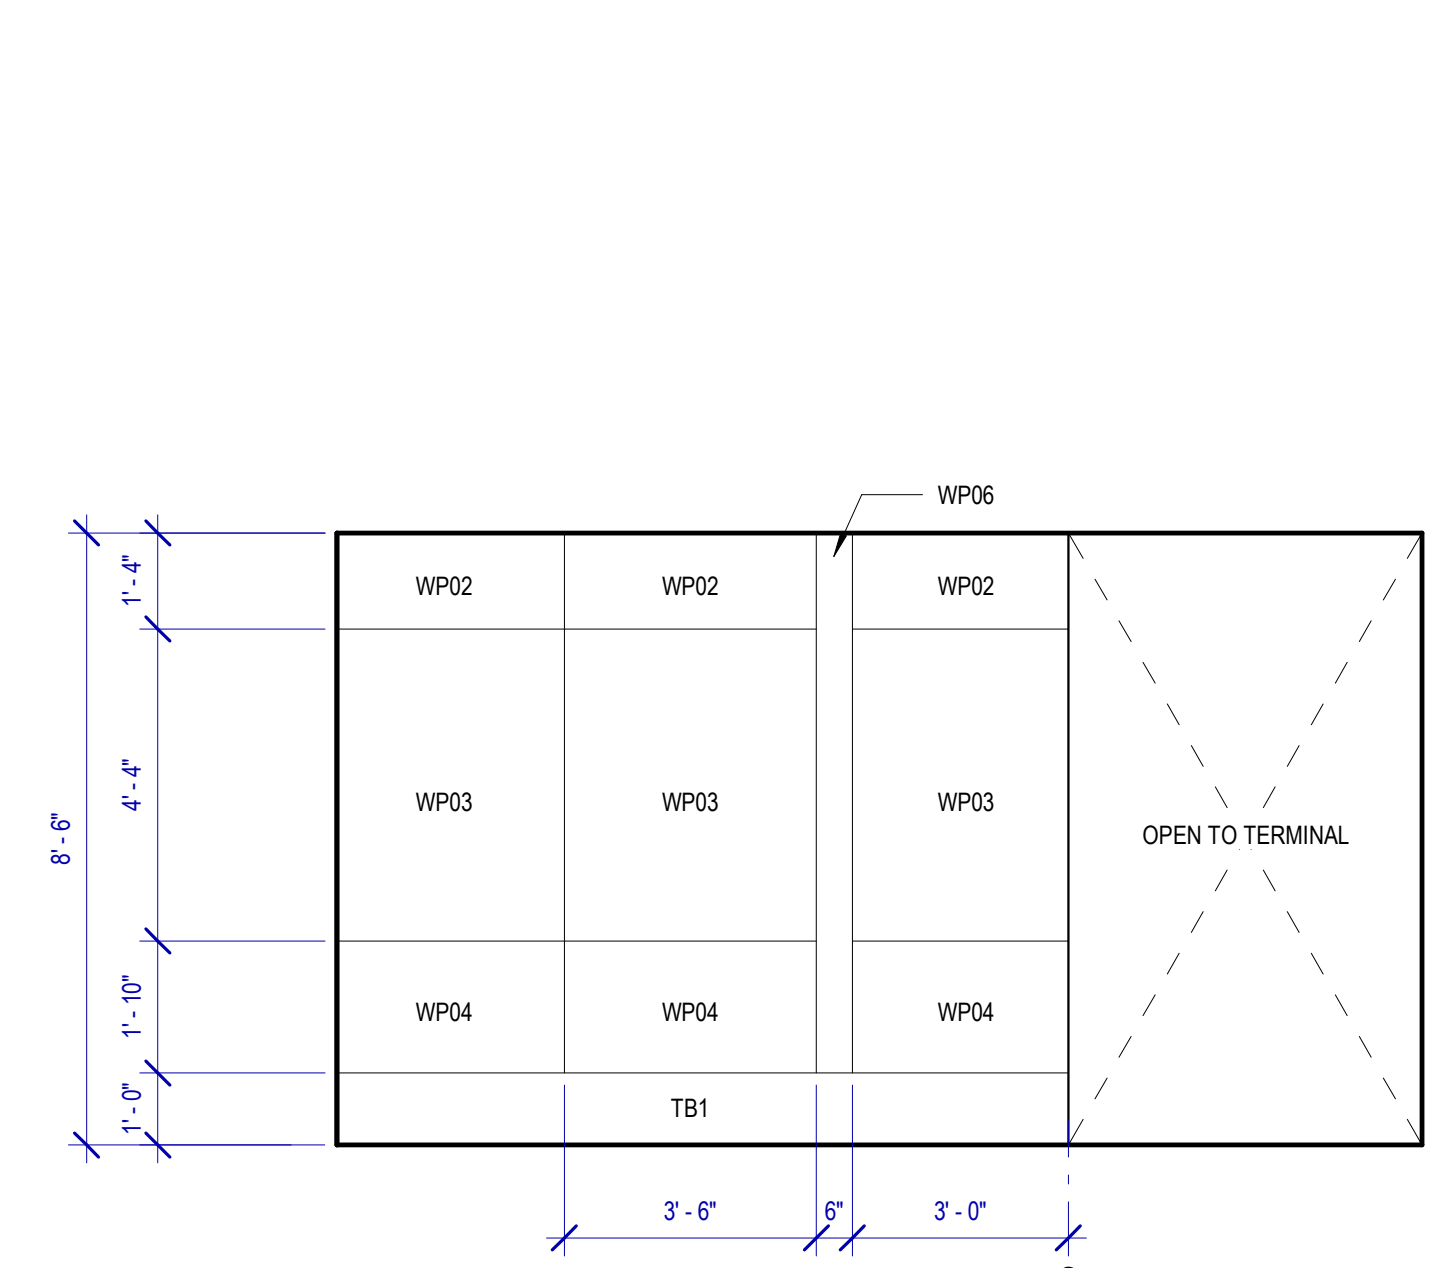 WP06
1' - 4"
WP02 WP02 WP02
4' - 4"
WP03 WP03 WP03
8' - 6"
OPEN TO TERMINAL
1' - 10"
WP04 WP04 WP04
1' - 0"
TB1
3' - 6" 6" 3' - 0"